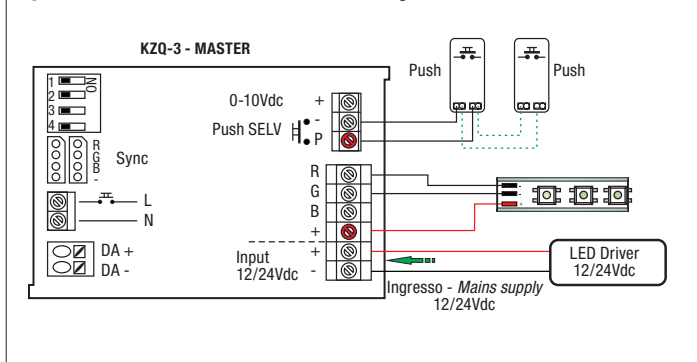 KZQ-3 - MASTER
1
2
3
4
NO
R
G
B
-
Sync
L
N
DA +
DA -
0-10Vdc
+
-
Push SELV
P
R
G
B
+
+
-
Input
12/24Vdc
Push
Push
-
-
+
LED Driver
12/24Vdc
Ingresso - Mains supply
12/24Vdc